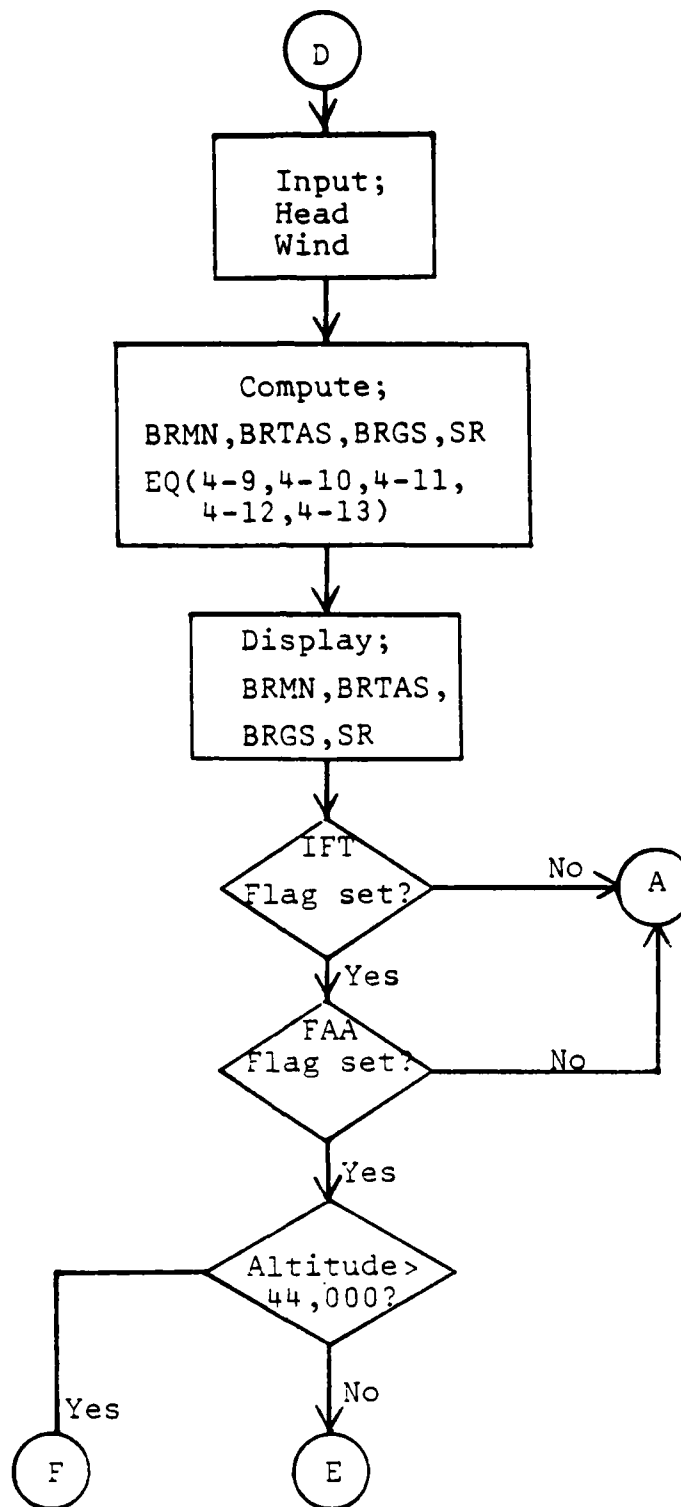 D
Input;
Head
Wind
Compute;
BRMN,BRTAS,BRGS,SR
EQ(4-9,4-10,4-11,
4-12,4-13)
Display;
BRMN,BRTAS,
BRGS,SR
IFT
Flag set?
No
A
Yes
FAA
Flag set?
No
Yes
Altitude>
44,000?
Yes
No
F
E